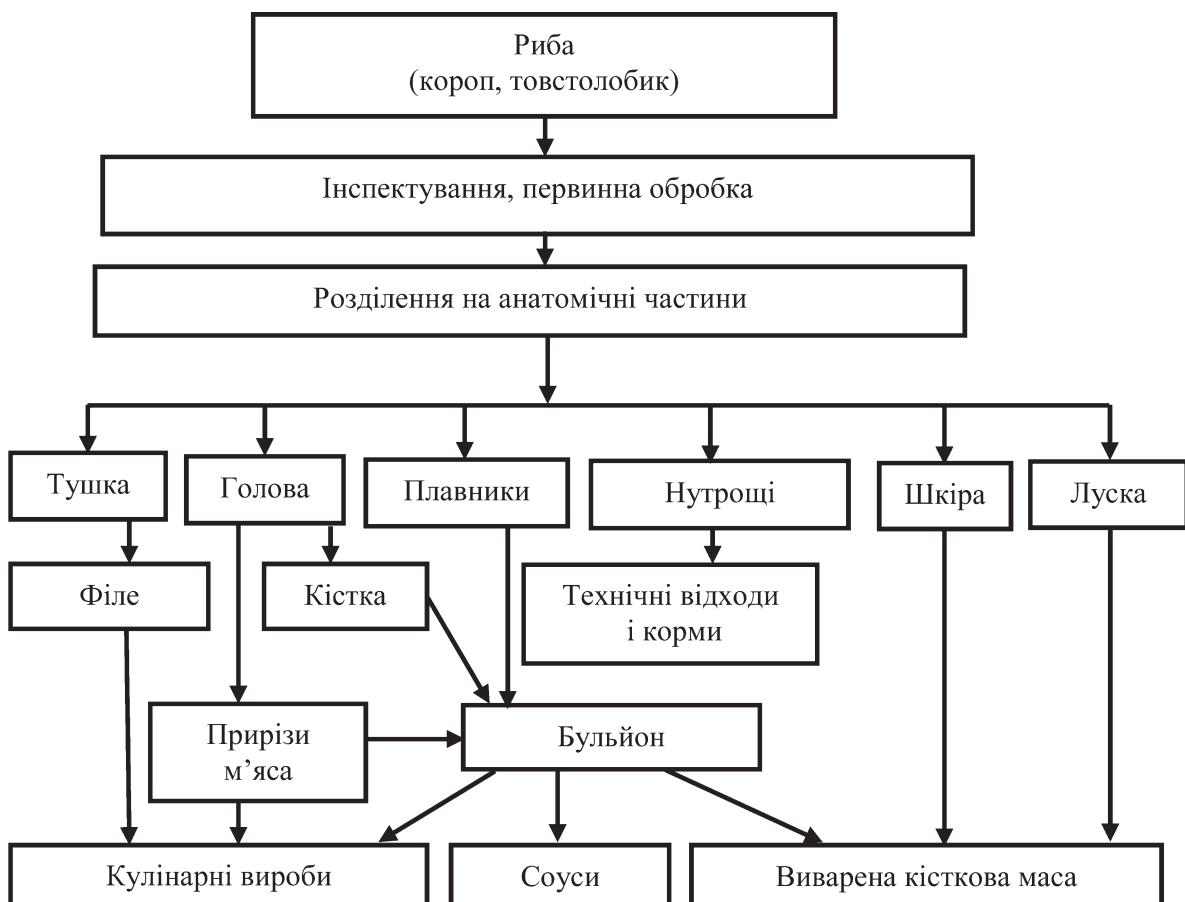 Риба
(короп, товстолобик)
Інспектування, первинна обробка
Розділення на анатомічні частини
Тушка
Голова
Плавники
Нутрощі
Шкіра
Луска
Філе
Кістка
Технічні відходи
і корми
Прирізи
м’яса
Бульйон
Кулінарні вироби
Соуси
Виварена кісткова маса